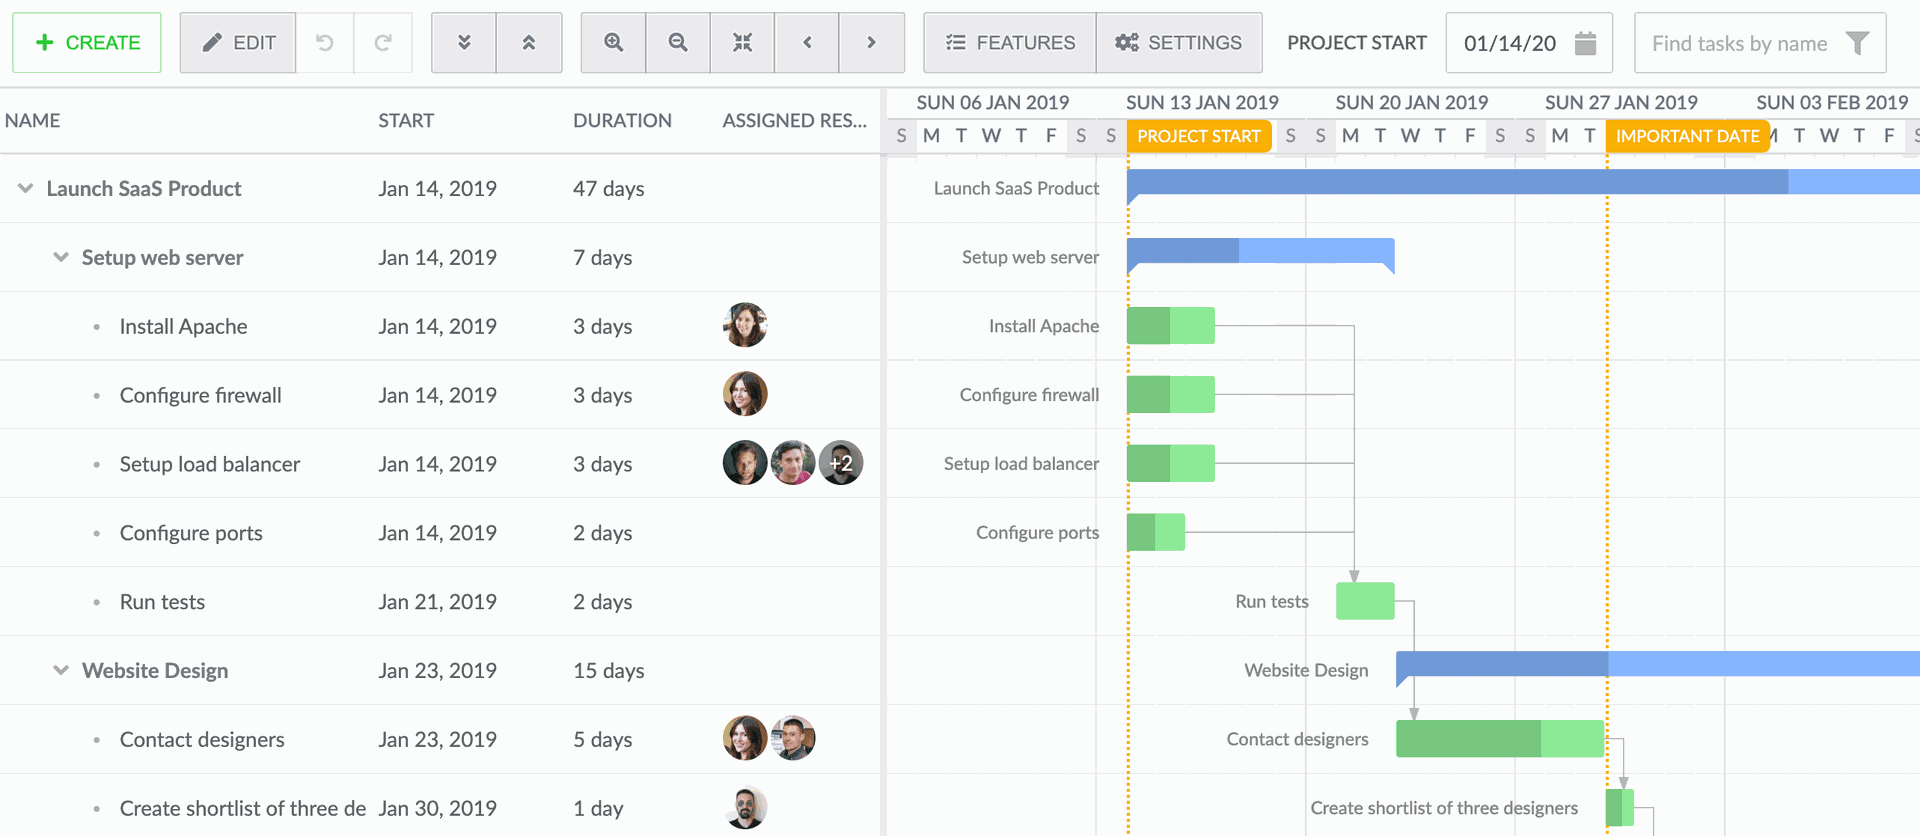 CREATE EDIT FEATURES SETTINGS PROJECT START 01/14/20 Find tasks by name
NAME START DURATION ASSIGNED RES...
SUN 06 JAN 2019 SUN 13 JAN 2019 SUN 20 JAN 2019 SUN 27 JAN 2019 SUN 03 FEB 2019
S M T W T F S S PROJECT START S S M T W T F S S M T IMPORTANT DATE T W T F
Launch SaaS Product Jan 14, 2019 47 days Launch SaaS Product
Setup web server Jan 14, 2019 7 days Setup web server
Install Apache Jan 14, 2019 3 days Install Apache
Configure firewall Jan 14, 2019 3 days Configure firewall
Setup load balancer Jan 14, 2019 3 days +2 Setup load balancer
Configure ports Jan 14, 2019 2 days Configure ports
Run tests Jan 21, 2019 2 days Run tests
Website Design Jan 23, 2019 15 days Website Design
Contact designers Jan 23, 2019 5 days Contact designers
Create shortlist of three de Jan 30, 2019 1 day Create shortlist of three designers